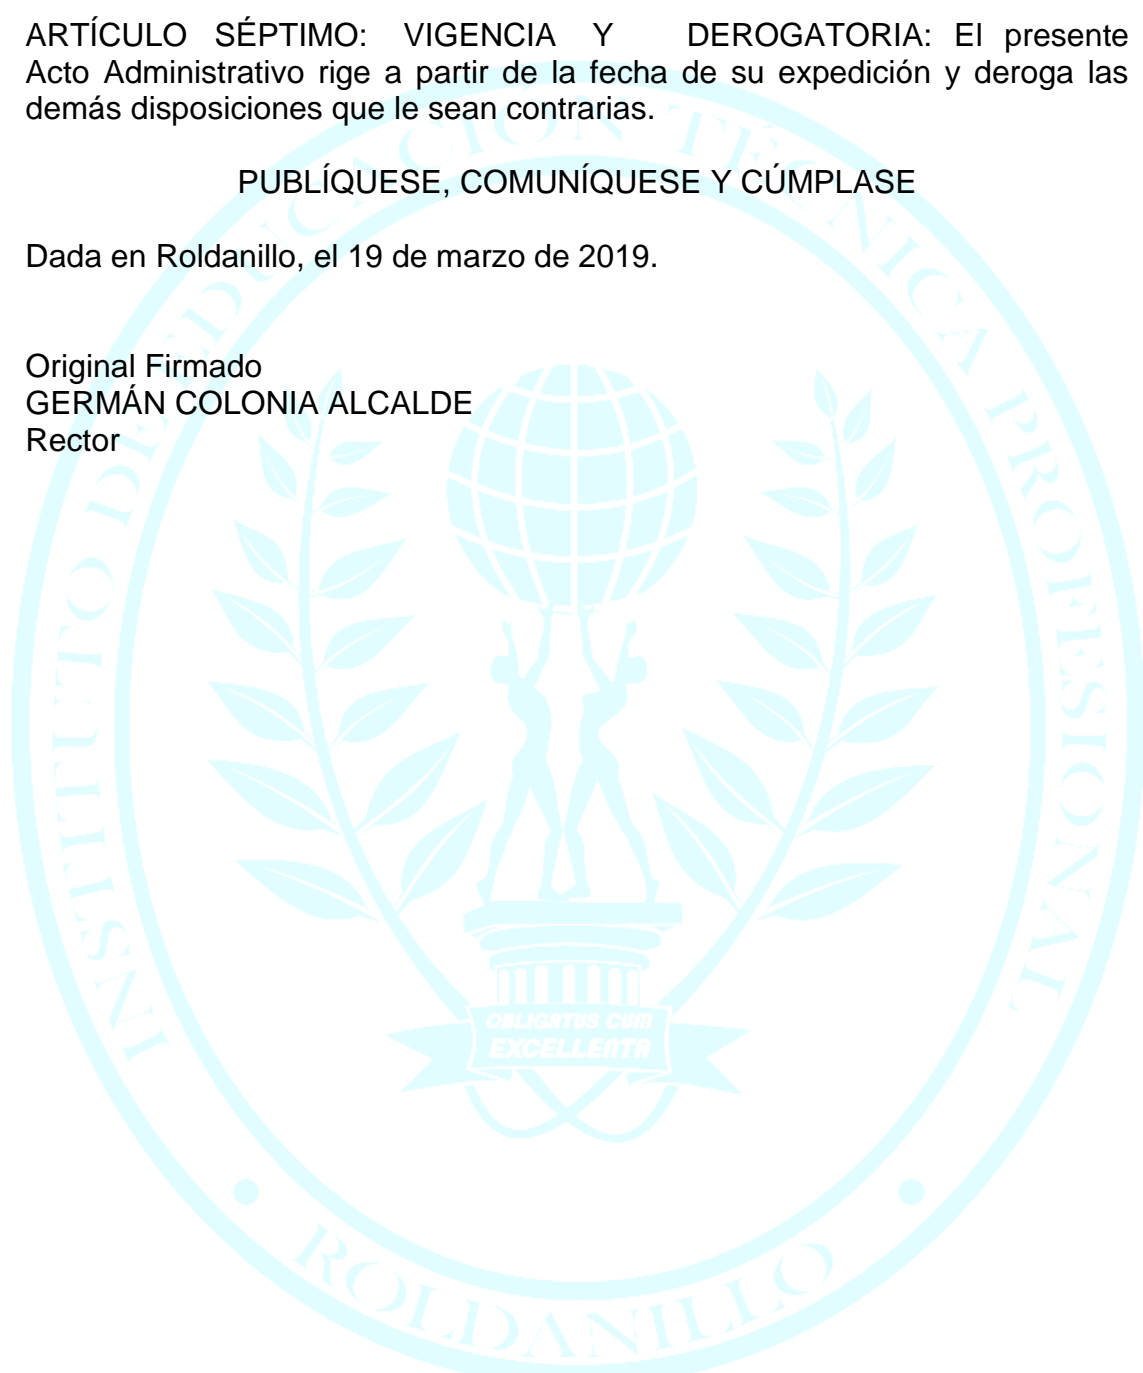 ARTÍCULO SÉPTIMO: VIGENCIA Y DEROGATORIA: El presente
Acto Administrativo rige a partir de la fecha de su expedición y deroga las
demás disposiciones que le sean contrarias.
PUBLÍQUESE, COMUNÍQUESE Y CÚMPLASE
Dada en Roldanillo, el 19 de marzo de 2019.
Original Firmado
GERMÁN COLONIA ALCALDE
Rector
INSTITUTO DE EDUCACIÓN TÉCNICA PROFESIONAL
OBLIGATUS CUM
EXCELLENTA
• ROLDANILLO •